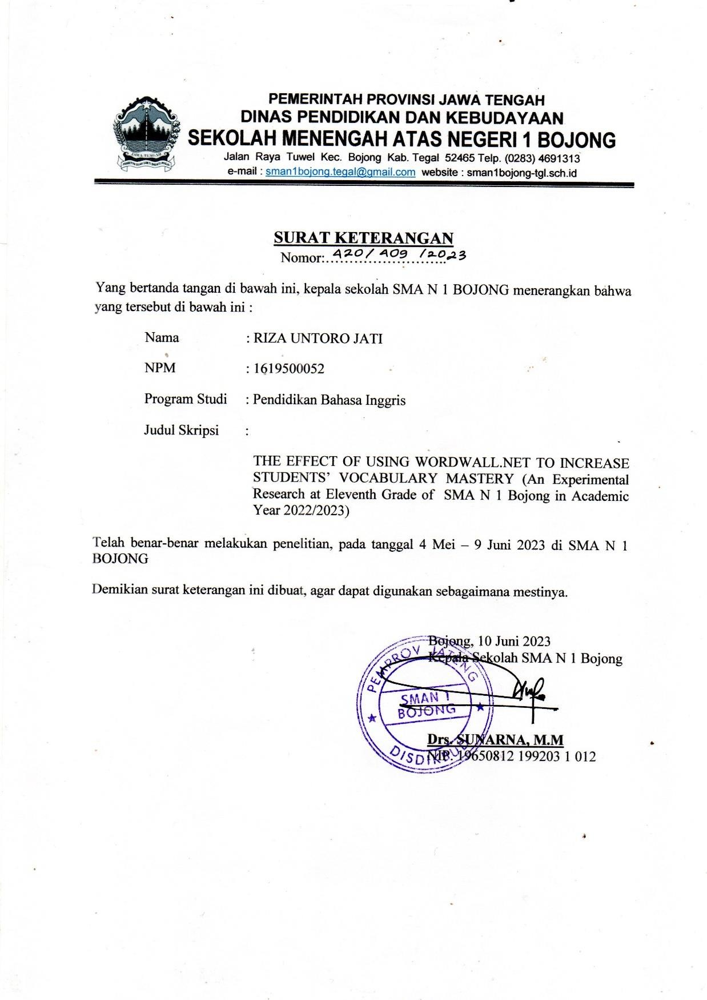 PEMERINTAH PROVINSI JAWA TENGAH
DINAS PENDIDIKAN DAN KEBUDAYAAN
SEKOLAH MENENGAH ATAS NEGERI 1 BOJONG
Jalan Raya Tuwel Kec. Bojong Kab. Tegal 52465 Telp. (0283) 4691313
e-mail : sman1bojong.tegal@gmail.com website : sman1bojong-tgl.sch.id
JAWA TENGAH
PRASETYA ULAH SAKTI BHAKTI PRAJA
SURAT KETERANGAN
Nomor: 420/409/2023
Yang bertanda tangan di bawah ini, kepala sekolah SMA N 1 BOJONG menerangkan bahwa
yang tersebut di bawah ini :
Nama : RIZA UNTORO JATI
NPM : 1619500052
Program Studi : Pendidikan Bahasa Inggris
Judul Skripsi :
THE EFFECT OF USING WORDWALL.NET TO INCREASE
STUDENTS’ VOCABULARY MASTERY (An Experimental
Research at Eleventh Grade of SMA N 1 Bojong in Academic
Year 2022/2023)
Telah benar-benar melakukan penelitian, pada tanggal 4 Mei – 9 Juni 2023 di SMA N 1
BOJONG
Demikian surat keterangan ini dibuat, agar dapat digunakan sebagaimana mestinya.
Bojong, 10 Juni 2023
Kepala Sekolah SMA N 1 Bojong
PEMPROV JATENG
SMAN 1
BOJONG
DISDIKBUD
Drs. SUNARNA, M.M
NIP. 19650812 199203 1 012